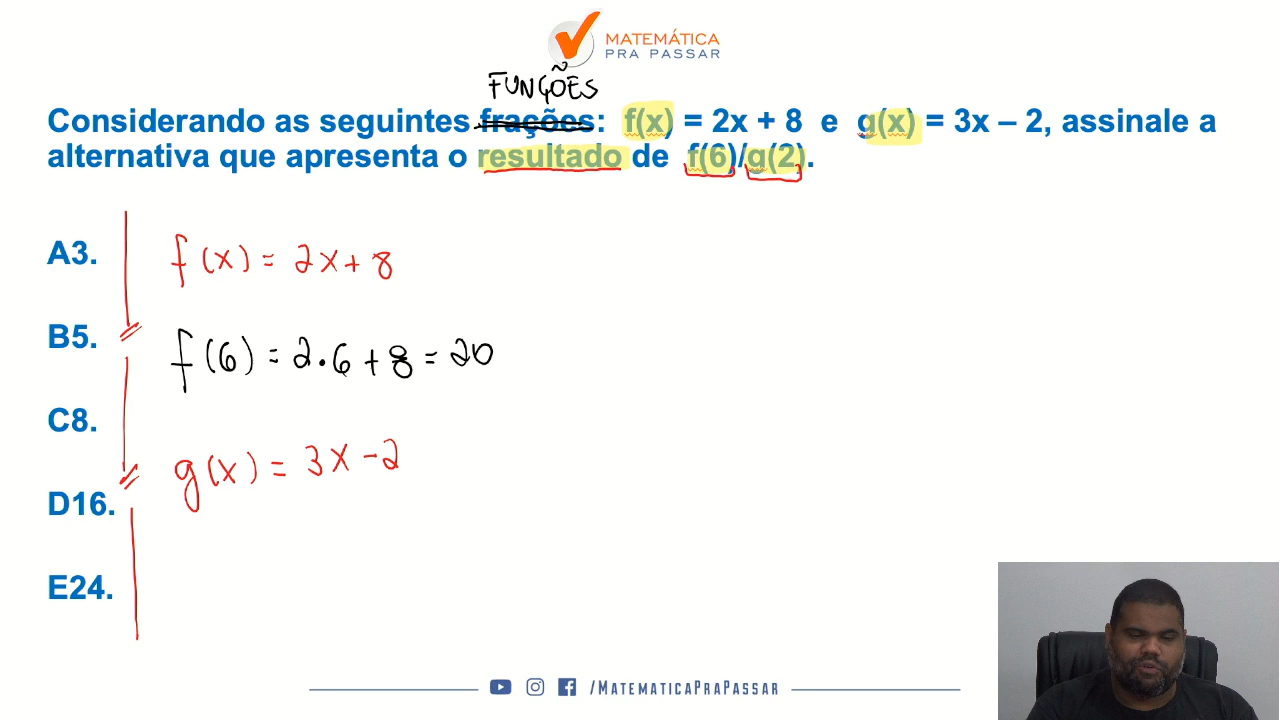 MATEMÁTICA
PRA PASSAR
FUNÇÕES
Considerando as seguintes frações: f(x) = 2x + 8 e g(x) = 3x – 2, assinale a
alternativa que apresenta o resultado de f(6)/g(2).
A3.
f(x) = 2x + 8
B5.
f(6) = 2.6 + 8 = 20
C8.
g(x) = 3x - 2
D16.
E24.
/MATEMATICAPRAPASSAR